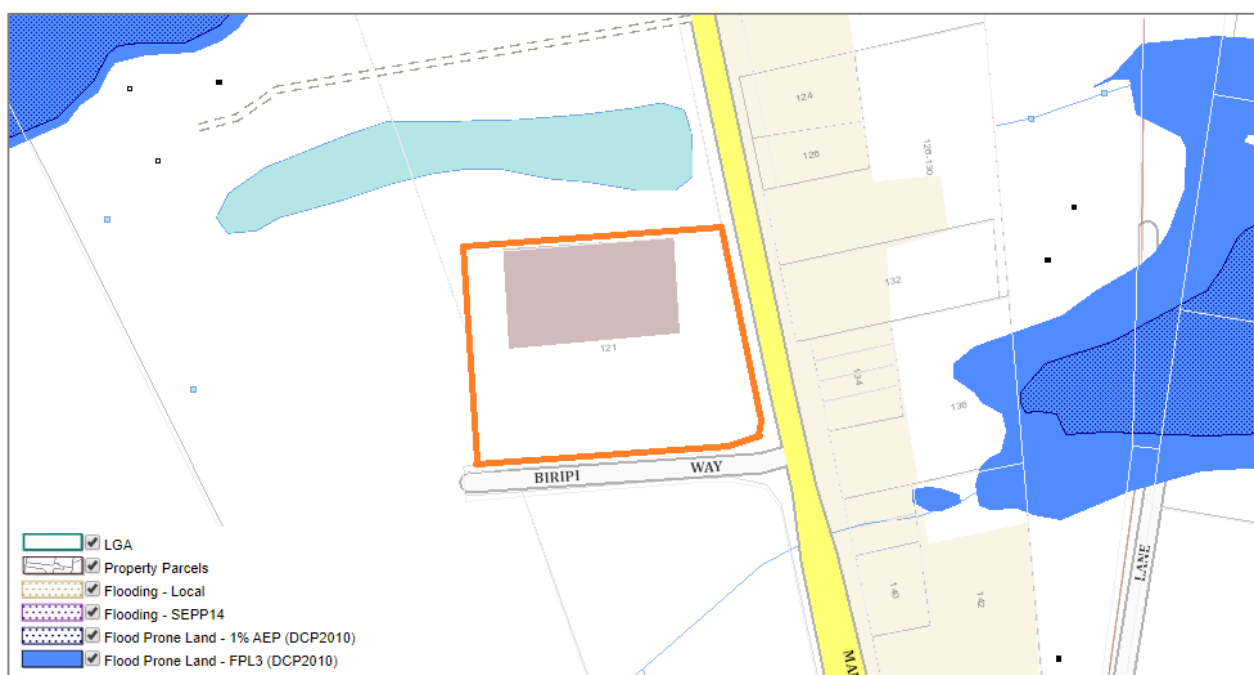 124
126
126-130
132
121
134
136
BIRIPI WAY
140
142
LANE
MAN
LGA
Property Parcels
Flooding - Local
Flooding - SEPP14
Flood Prone Land - 1% AEP (DCP2010)
Flood Prone Land - FPL3 (DCP2010)